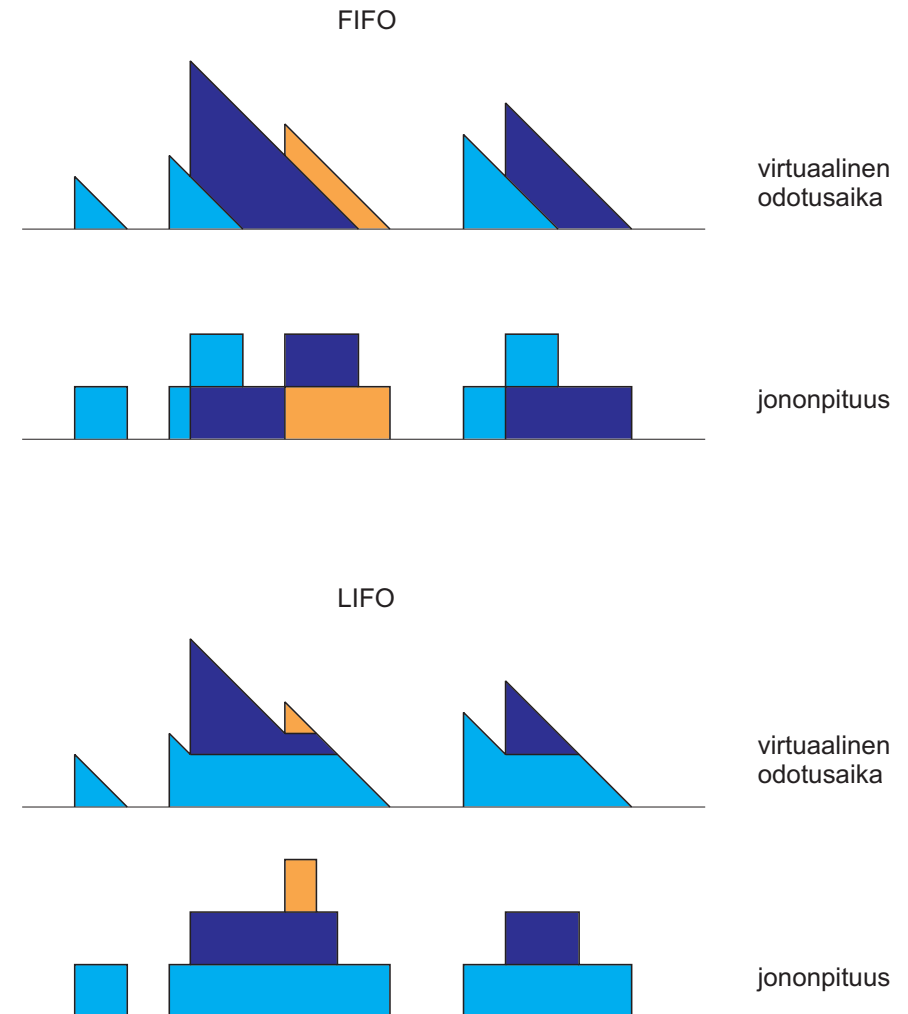 FIFO
virtuaalinen
odotusaika
jononpituus
LIFO
virtuaalinen
odotusaika
jononpituus